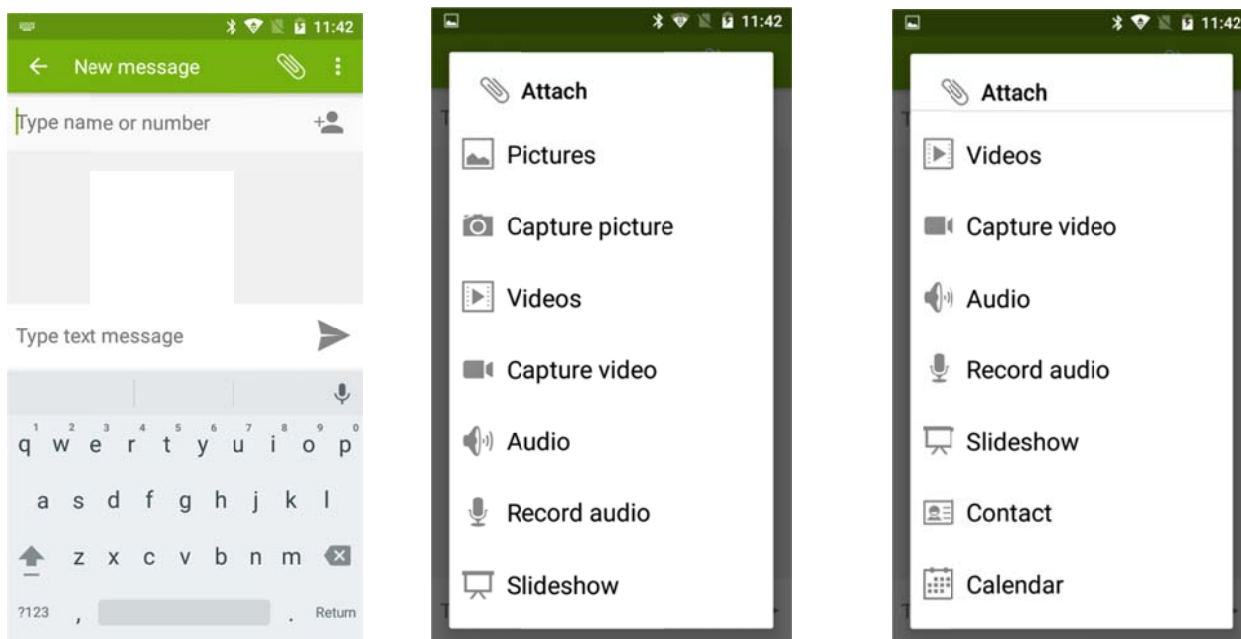 11:42
New message
Type name or number
Type text message
1 2 3 4 5 6 7 8 9 0
q w e r t y u i o p
a s d f g h j k l
z x c v b n m
?123 , . Return
11:42
Attach
Pictures
Capture picture
Videos
Capture video
Audio
Record audio
Slideshow
11:42
Attach
Videos
Capture video
Audio
Record audio
Slideshow
Contact
Calendar